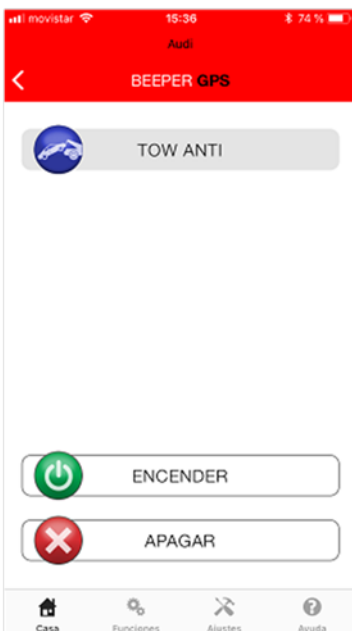 movistar 15:36 74 %
Audi
BEEPER GPS
TOW ANTI
ENCENDER
APAGAR
Casa Funciones Ajustes Ayuda